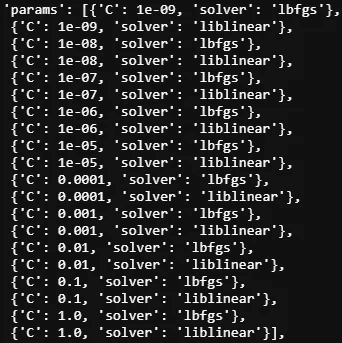 'params': [{'C': 1e-09, 'solver': 'lbfgs'},
{'C': 1e-09, 'solver': 'liblinear'},
{'C': 1e-08, 'solver': 'lbfgs'},
{'C': 1e-08, 'solver': 'liblinear'},
{'C': 1e-07, 'solver': 'lbfgs'},
{'C': 1e-07, 'solver': 'liblinear'},
{'C': 1e-06, 'solver': 'lbfgs'},
{'C': 1e-06, 'solver': 'liblinear'},
{'C': 1e-05, 'solver': 'lbfgs'},
{'C': 1e-05, 'solver': 'liblinear'},
{'C': 0.0001, 'solver': 'lbfgs'},
{'C': 0.0001, 'solver': 'liblinear'},
{'C': 0.001, 'solver': 'lbfgs'},
{'C': 0.001, 'solver': 'liblinear'},
{'C': 0.01, 'solver': 'lbfgs'},
{'C': 0.01, 'solver': 'liblinear'},
{'C': 0.1, 'solver': 'lbfgs'},
{'C': 0.1, 'solver': 'liblinear'},
{'C': 1.0, 'solver': 'lbfgs'},
{'C': 1.0, 'solver': 'liblinear'}],